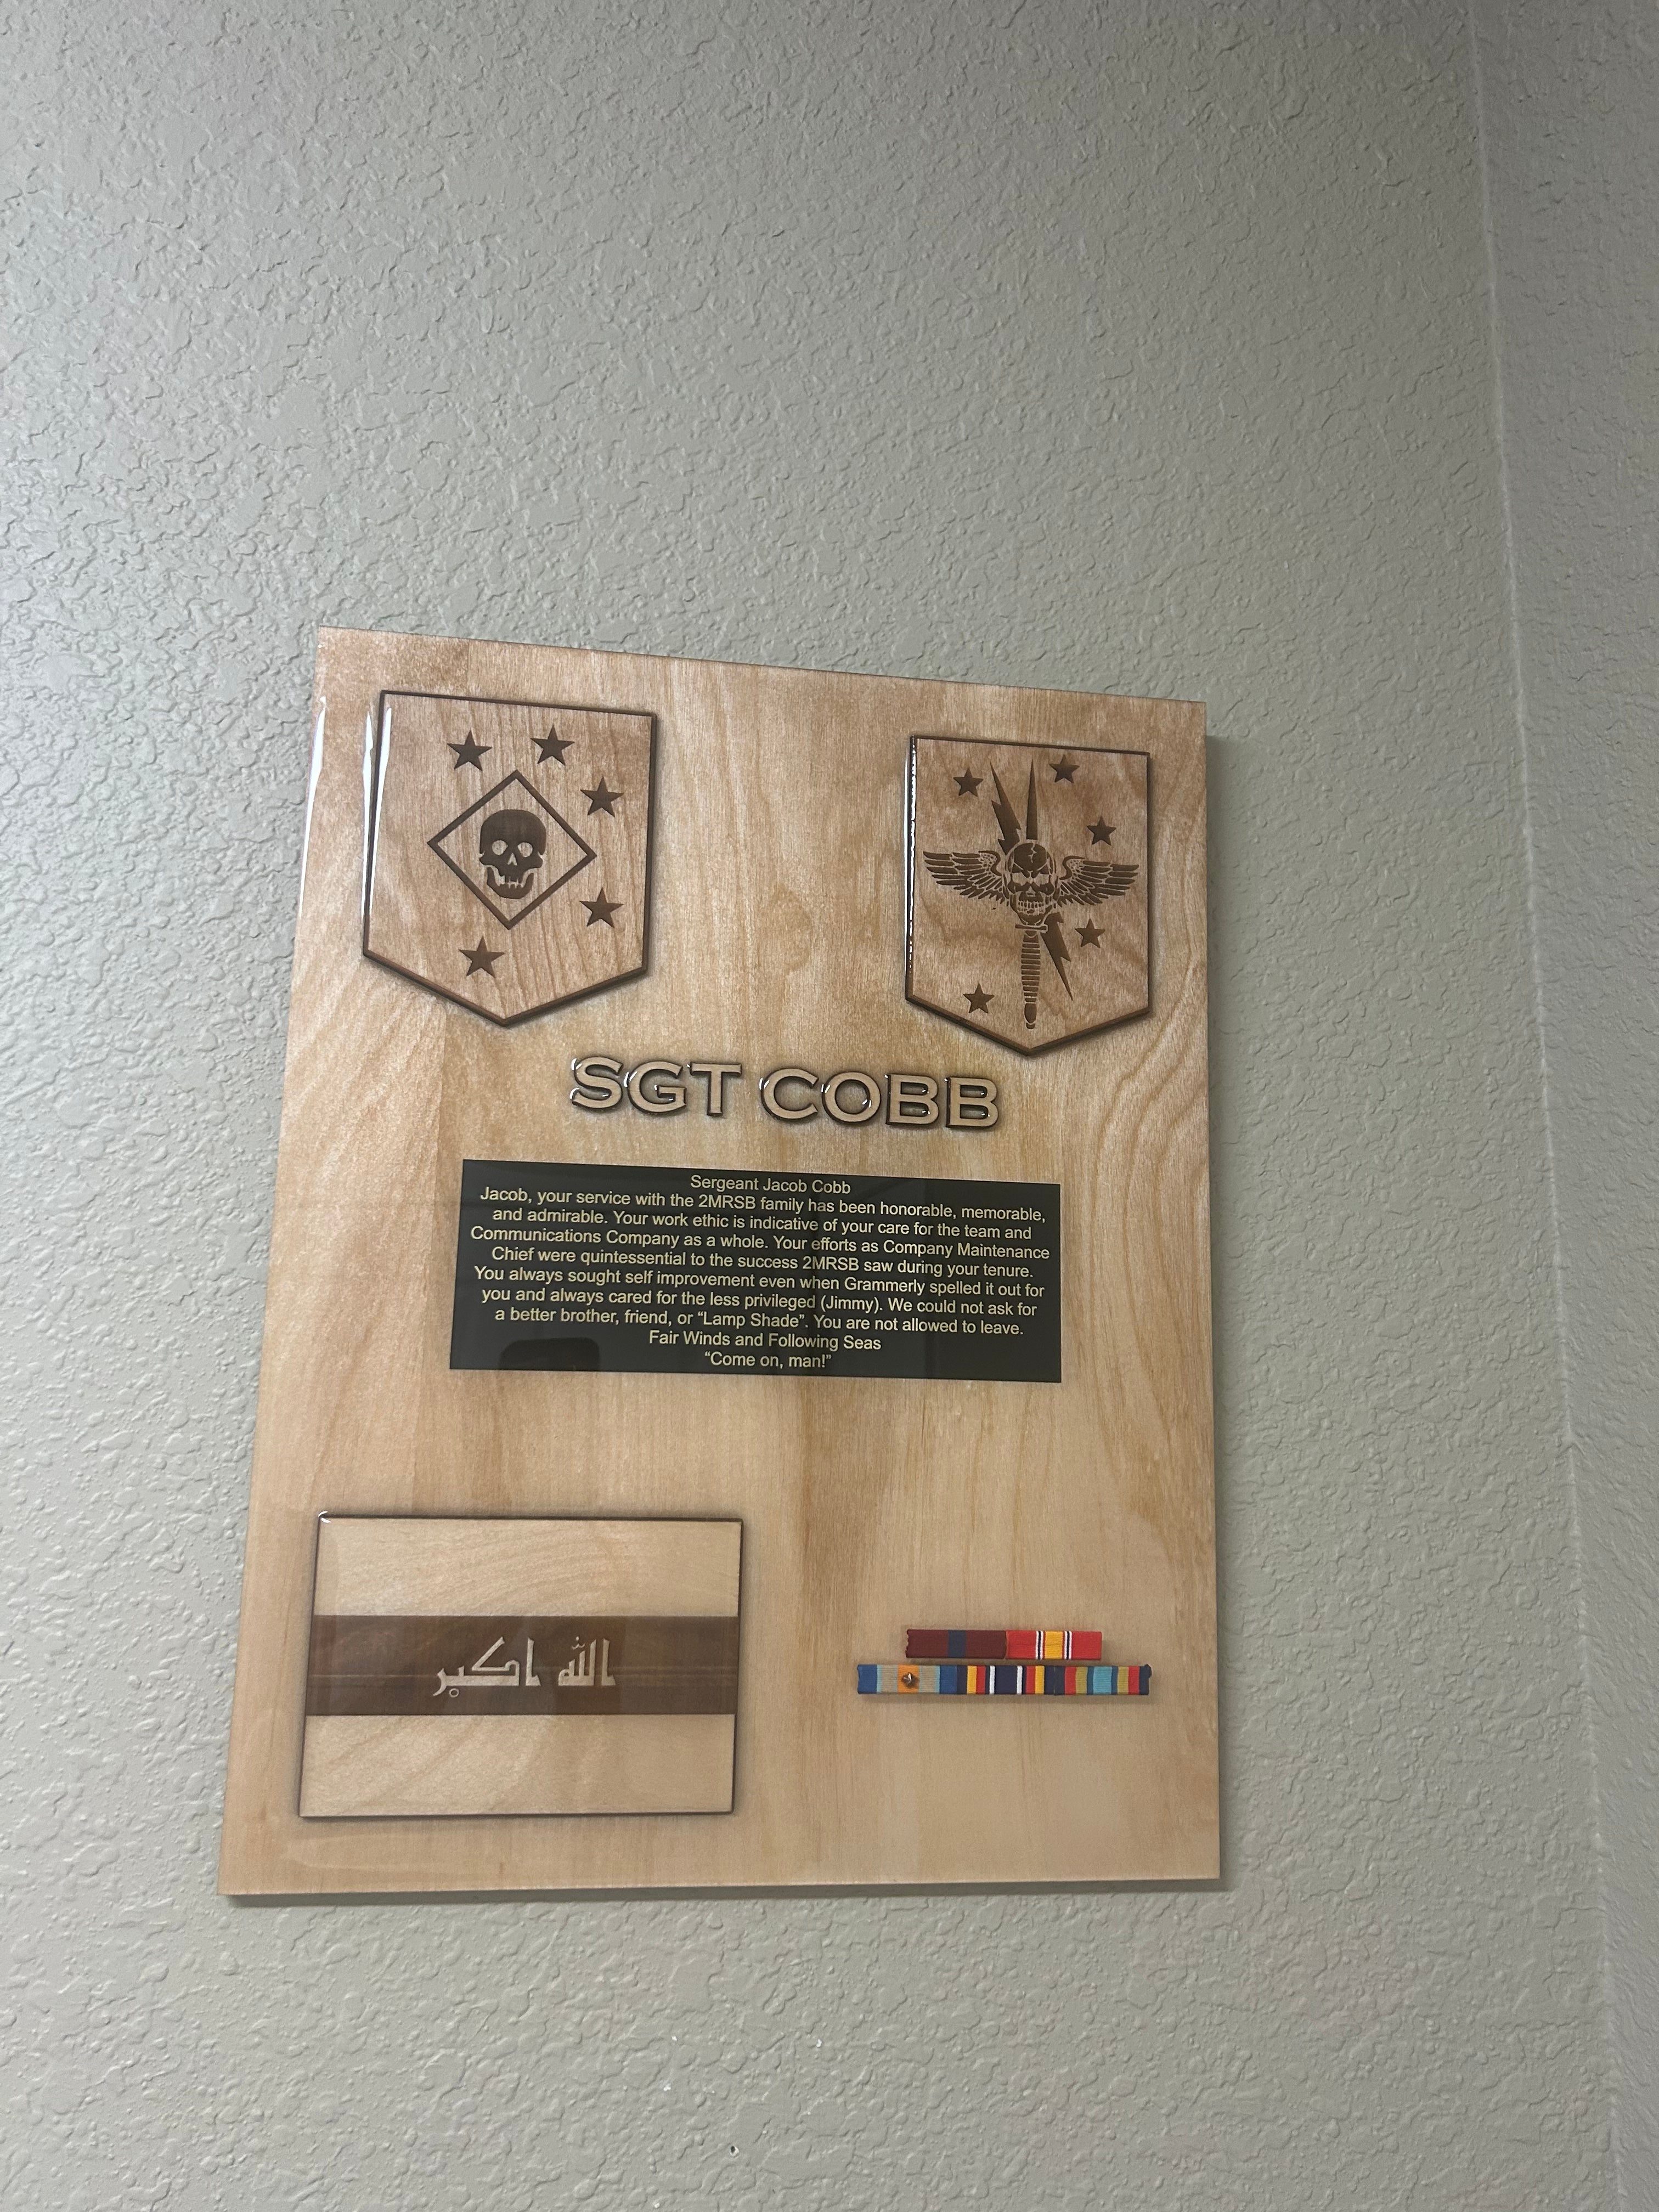 SGT COBB
Sergeant Jacob Cobb
Jacob, your service with the 2MRSB family has been honorable, memorable,
and admirable. Your work ethic is indicative of your care for the team and
Communications Company as a whole. Your efforts as Company Maintenance
Chief were quintessential to the success 2MRSB saw during your tenure.
You always sought self improvement even when Grammerly spelled it out for
you and always cared for the less privileged (Jimmy). We could not ask for
a better brother, friend, or “Lamp Shade”. You are not allowed to leave.
Fair Winds and Following Seas
“Come on, man!”
الله اكبر